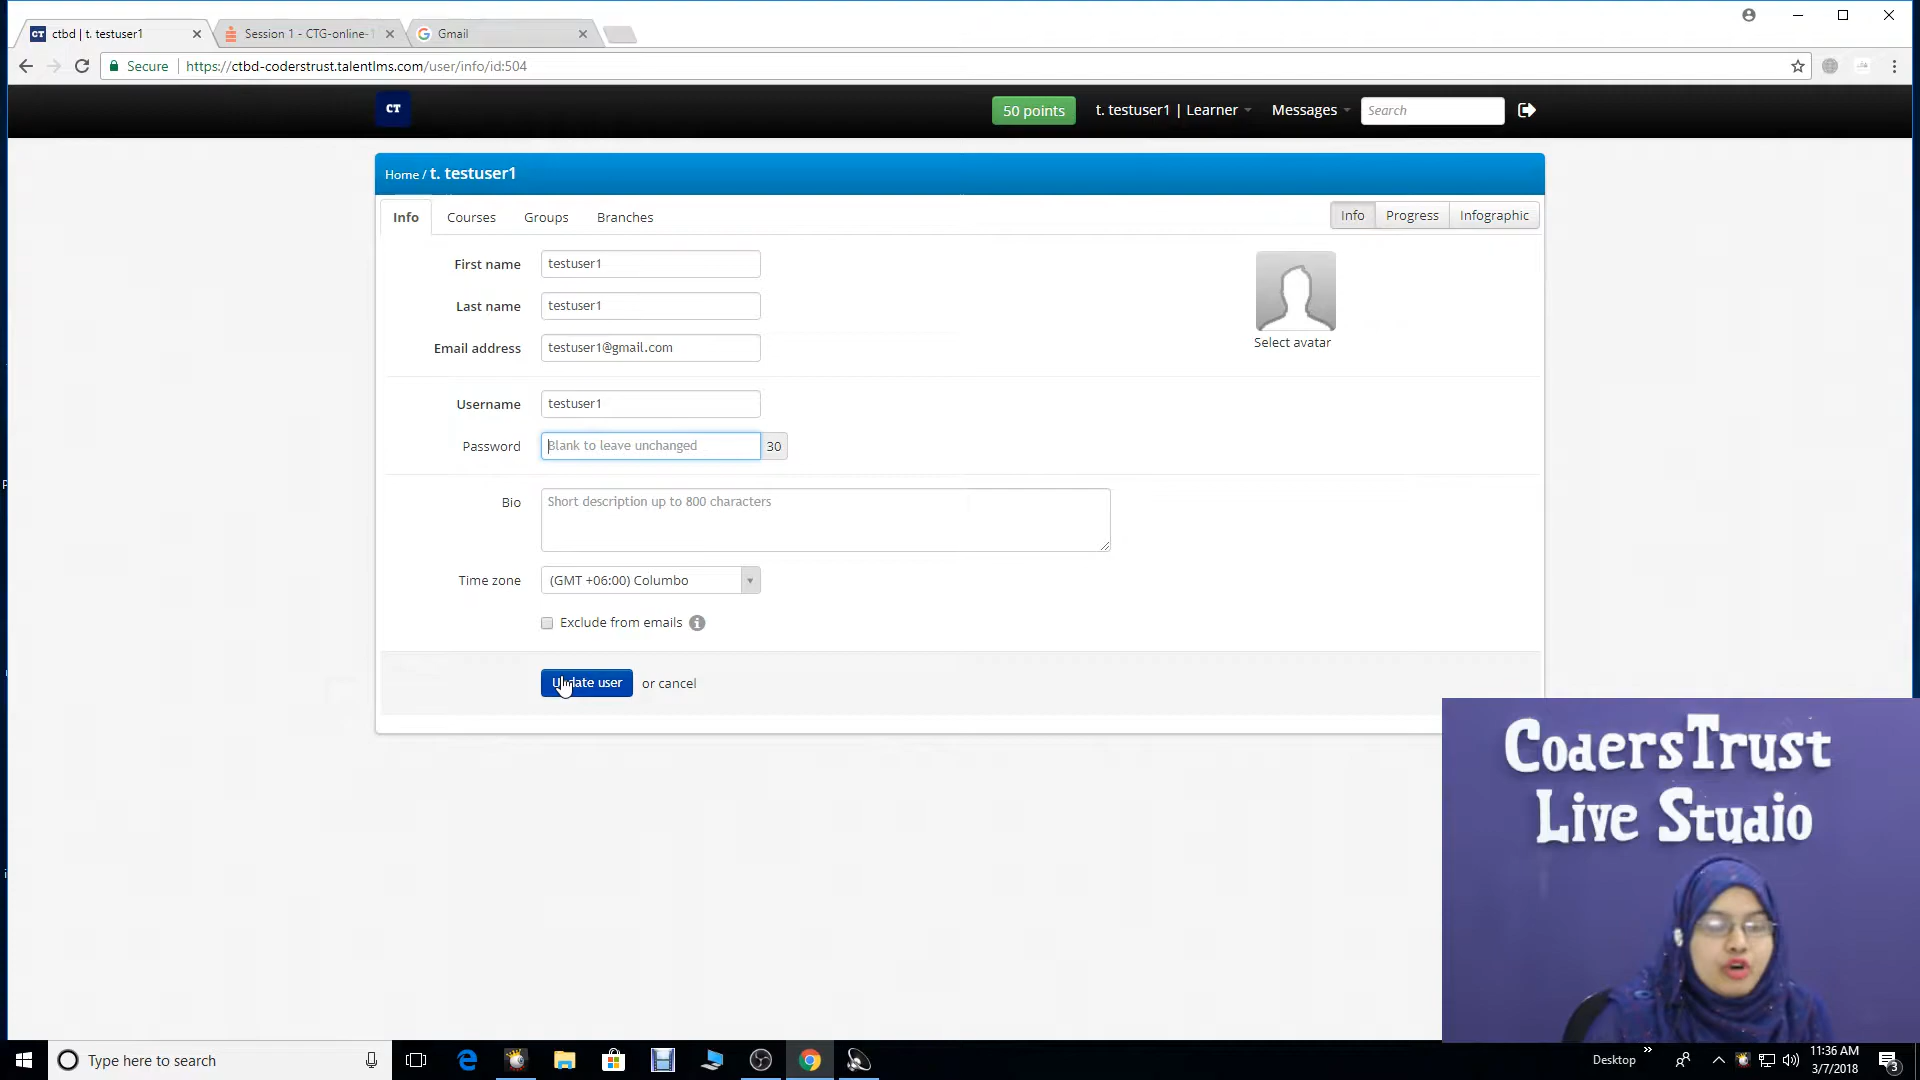 ctbd | t. testuser1
Session 1 - CTG-online-
Gmail
Secure
https://ctbd-coderstrust.talentlms.com/user/info/id:504
CT
50 points
t. testuser1 | Learner
Messages
Search
Home / t. testuser1
Info
Courses
Groups
Branches
Info
Progress
Infographic
First name
testuser1
Last name
testuser1
Email address
testuser1@gmail.com
Select avatar
Username
testuser1
Password
Blank to leave unchanged
30
Bio
Short description up to 800 characters
Time zone
(GMT +06:00) Columbo
Exclude from emails
Update user
or cancel
CodersTrust
Live Studio
Type here to search
Desktop
11:36 AM
3/7/2018
3